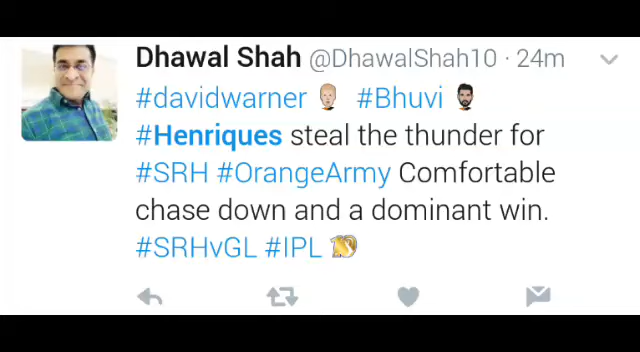 Dhawal Shah @DhawalShah10 · 24m
#davidwarner #Bhuvi
#Henriques steal the thunder for
#SRH #OrangeArmy Comfortable
chase down and a dominant win.
#SRHvGL #IPL